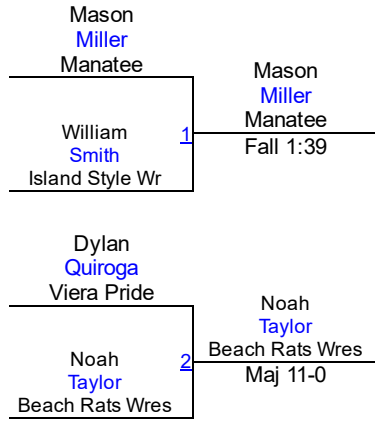 Mason
Miller
Manatee
William
Smith
Island Style Wr
1
Mason
Miller
Manatee
Fall 1:39
Dylan
Quiroga
Viera Pride
Noah
Taylor
Beach Rats Wres
2
Noah
Taylor
Beach Rats Wres
Maj 11-0